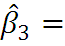 β̂₃ =